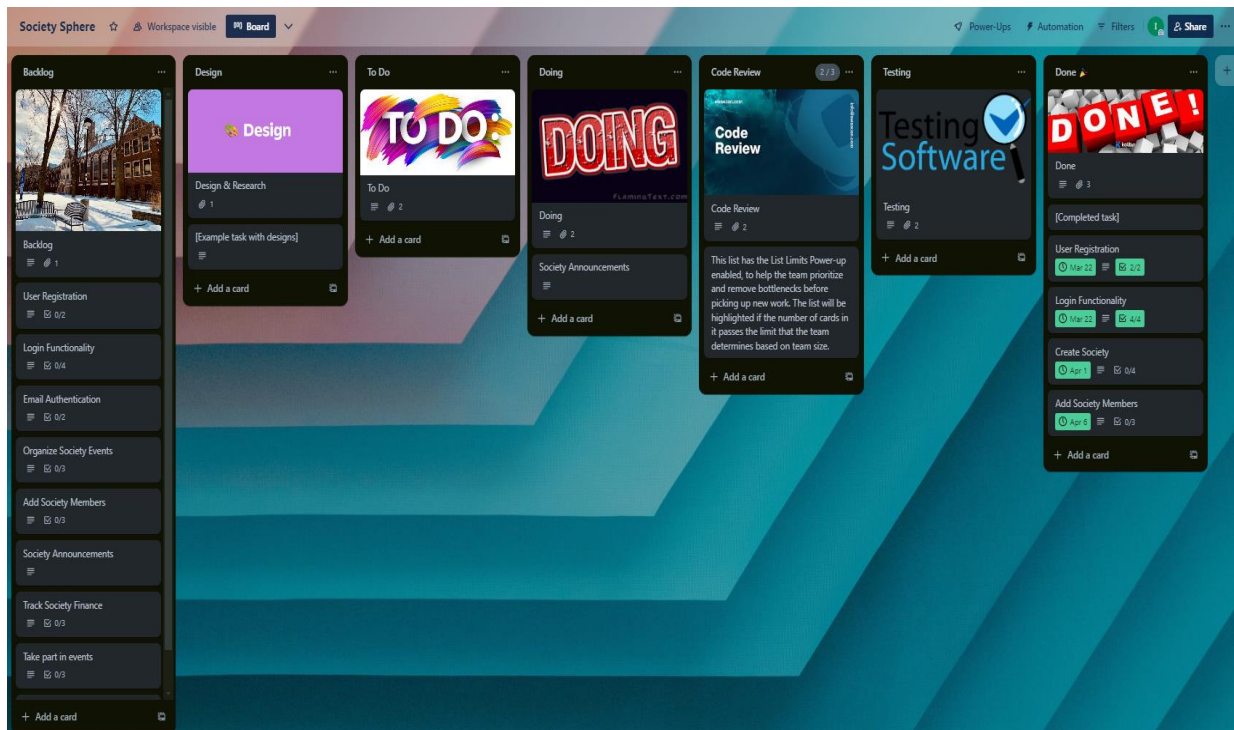 Society Sphere
Workspace visible
Board
Power-Ups
Automation
Filters
Share
Backlog
Backlog
1
User Registration
0/2
Login Functionality
0/4
Email Authentication
0/2
Organize Society Events
0/3
Add Society Members
0/3
Society Announcements
Track Society Finance
0/3
Take part in events
0/3
+ Add a card
Design
Design
Design & Research
1
[Example task with designs]
+ Add a card
To Do
TO DO:
To Do
2
+ Add a card
Doing
DOING
FLAMINGTEXT.COM
Doing
2
Society Announcements
+ Add a card
Code Review
2/3
Code
Review
Code Review
2
This list has the List Limits Power-up
enabled, to help the team prioritize
and remove bottlenecks before
picking up new work. The list will be
highlighted if the number of cards in
it passes the limit that the team
determines based on team size.
+ Add a card
Testing
Testing
Software
Testing
2
+ Add a card
Done
DONE!
Done
3
[Completed task]
User Registration
Mar 22
2/2
Login Functionality
Mar 22
4/4
Create Society
Apr 1
0/4
Add Society Members
Apr 6
0/3
+ Add a card